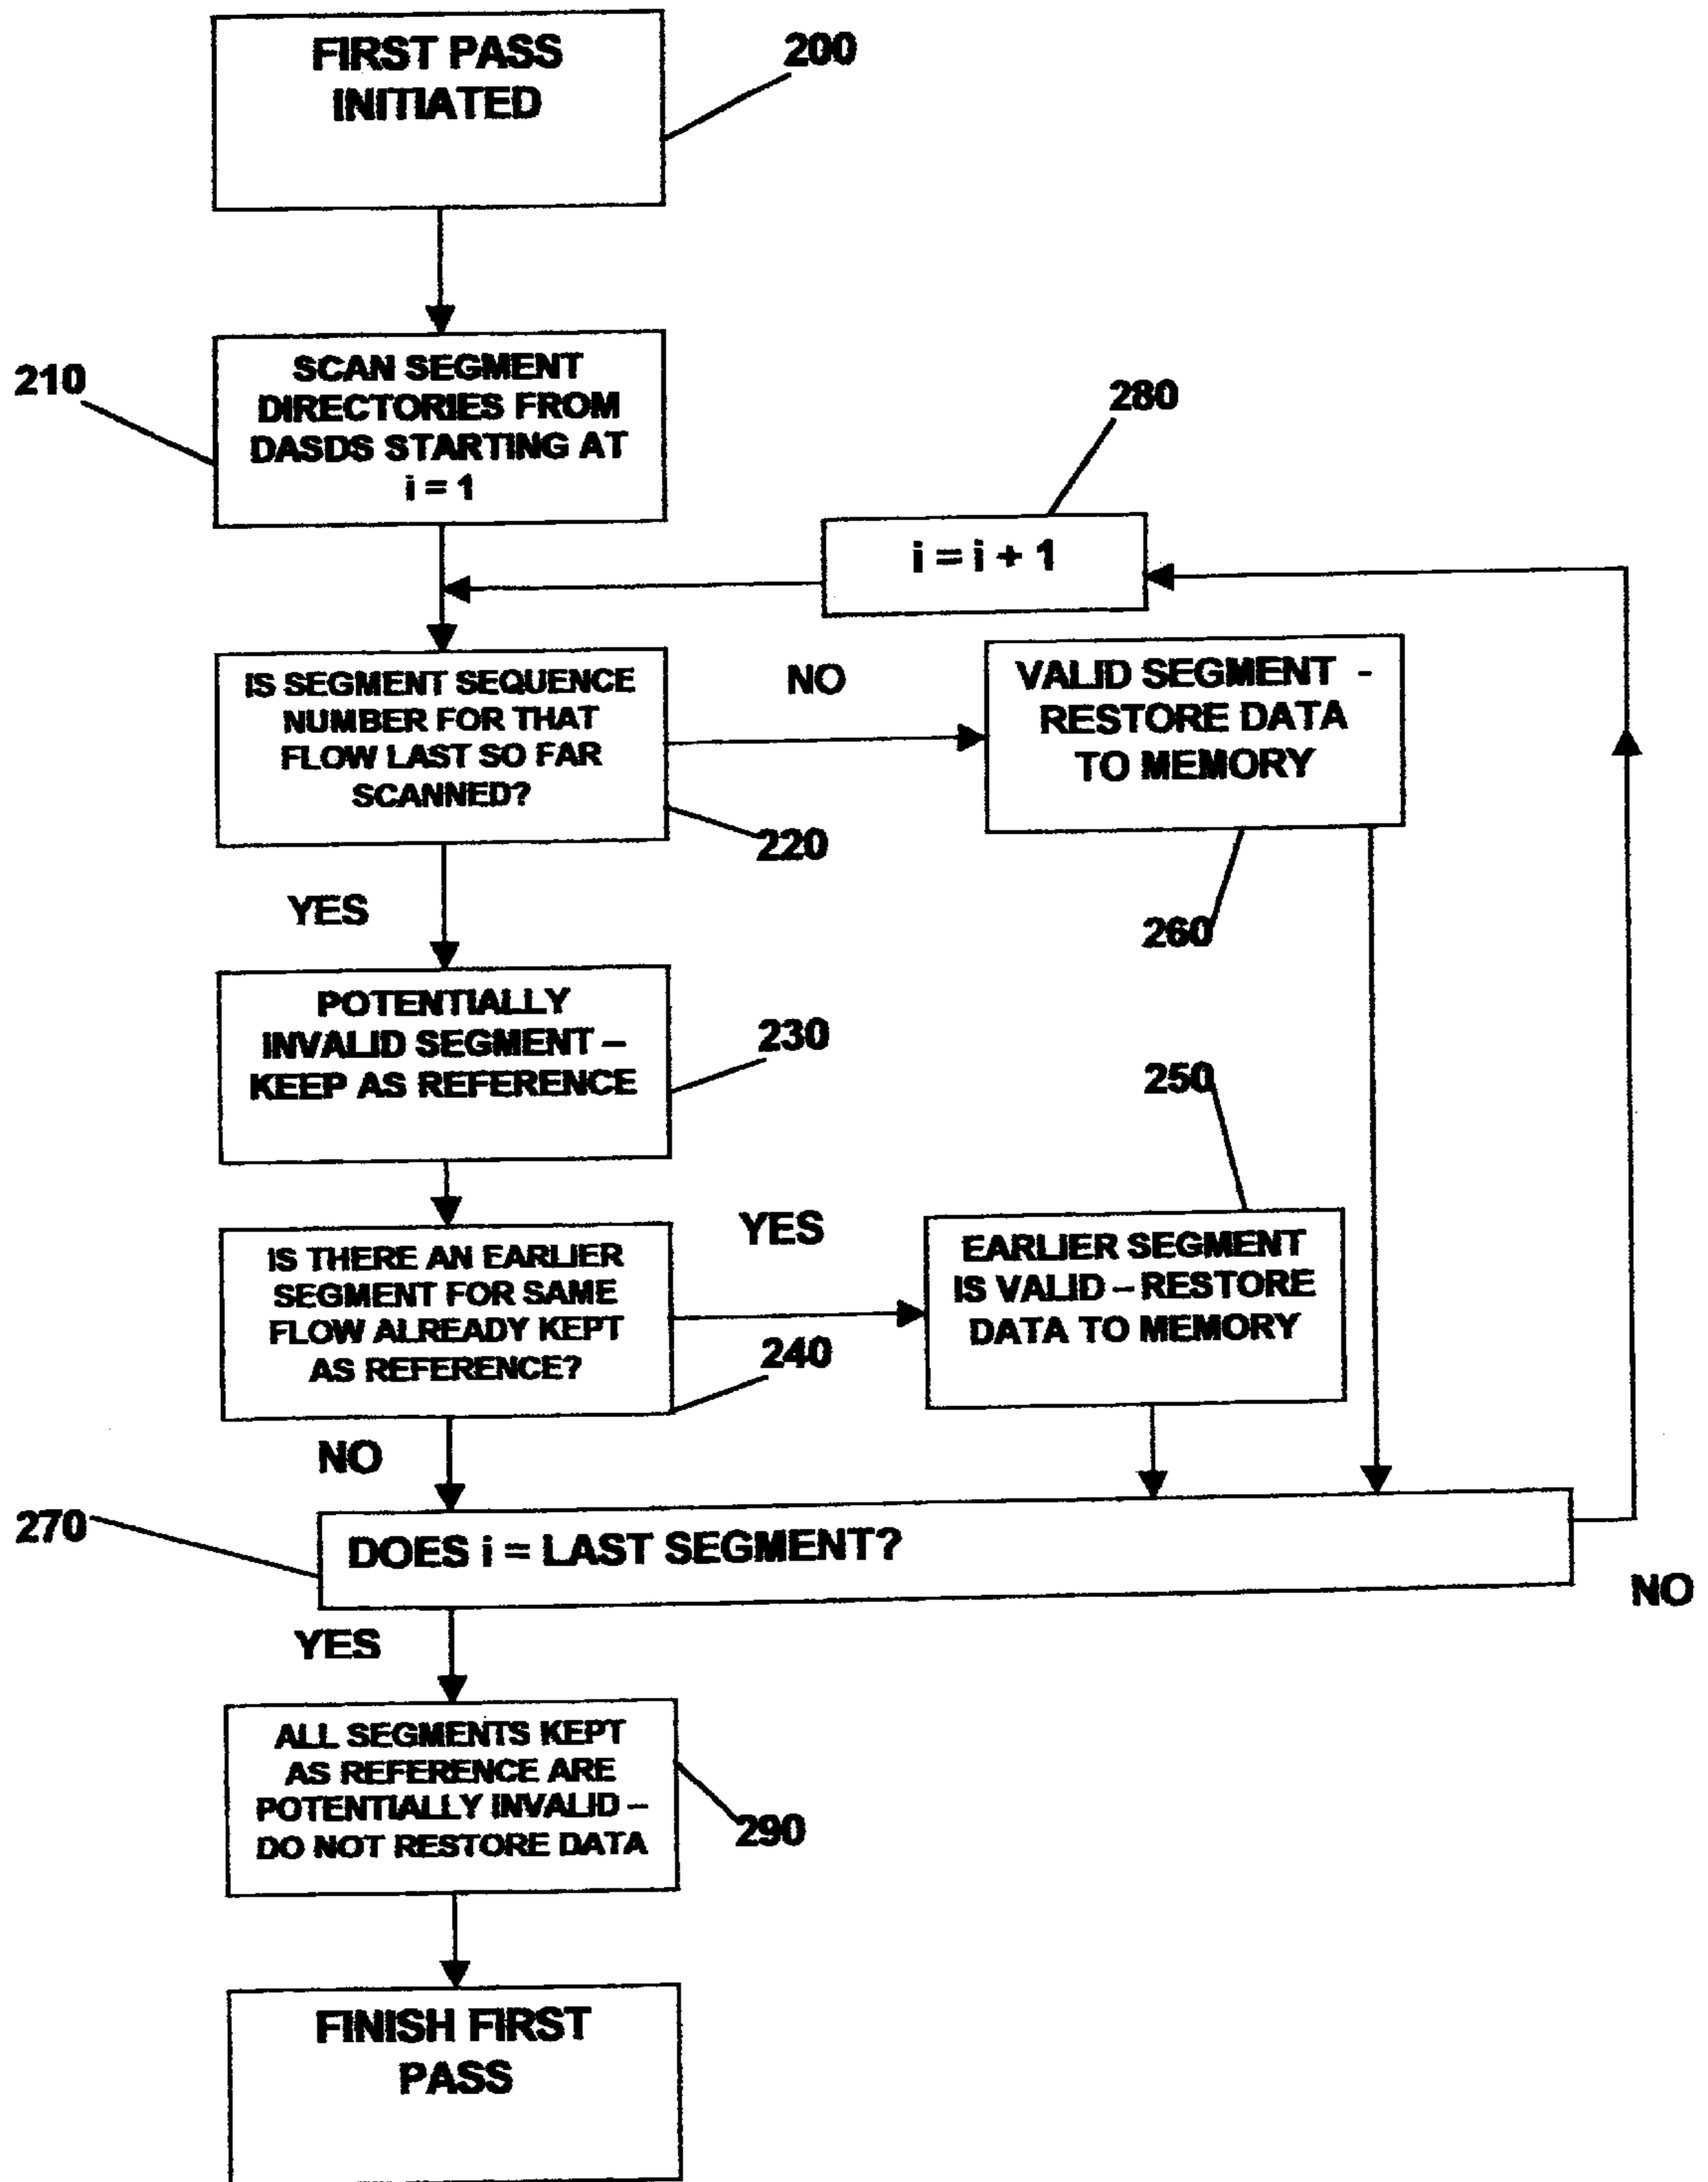 FIRST PASS
INITIATED
200
SCAN SEGMENT
DIRECTORIES FROM
DASDS STARTING AT
i = 1
210
280
i = i + 1
IS SEGMENT SEQUENCE
NUMBER FOR THAT
FLOW LAST SO FAR
SCANNED?
220
NO
VALID SEGMENT -
RESTORE DATA
TO MEMORY
260
YES
POTENTIALLY
INVALID SEGMENT –
KEEP AS REFERENCE
230
250
IS THERE AN EARLIER
SEGMENT FOR SAME
FLOW ALREADY KEPT
AS REFERENCE?
240
YES
EARLIER SEGMENT
IS VALID – RESTORE
DATA TO MEMORY
NO
270
DOES i = LAST SEGMENT?
NO
YES
ALL SEGMENTS KEPT
AS REFERENCE ARE
POTENTIALLY INVALID –
DO NOT RESTORE DATA
290
FINISH FIRST
PASS